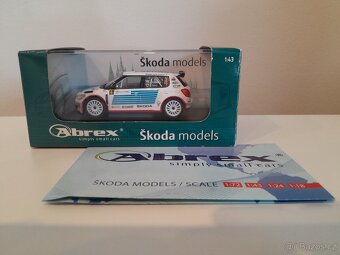 Škoda models
1:43
ŠKODA
Abrex
simply small cars
Škoda models
Abrex
simply small cars
ŠKODA MODELS / SCALE 1:72 1:43 1:24 1:18